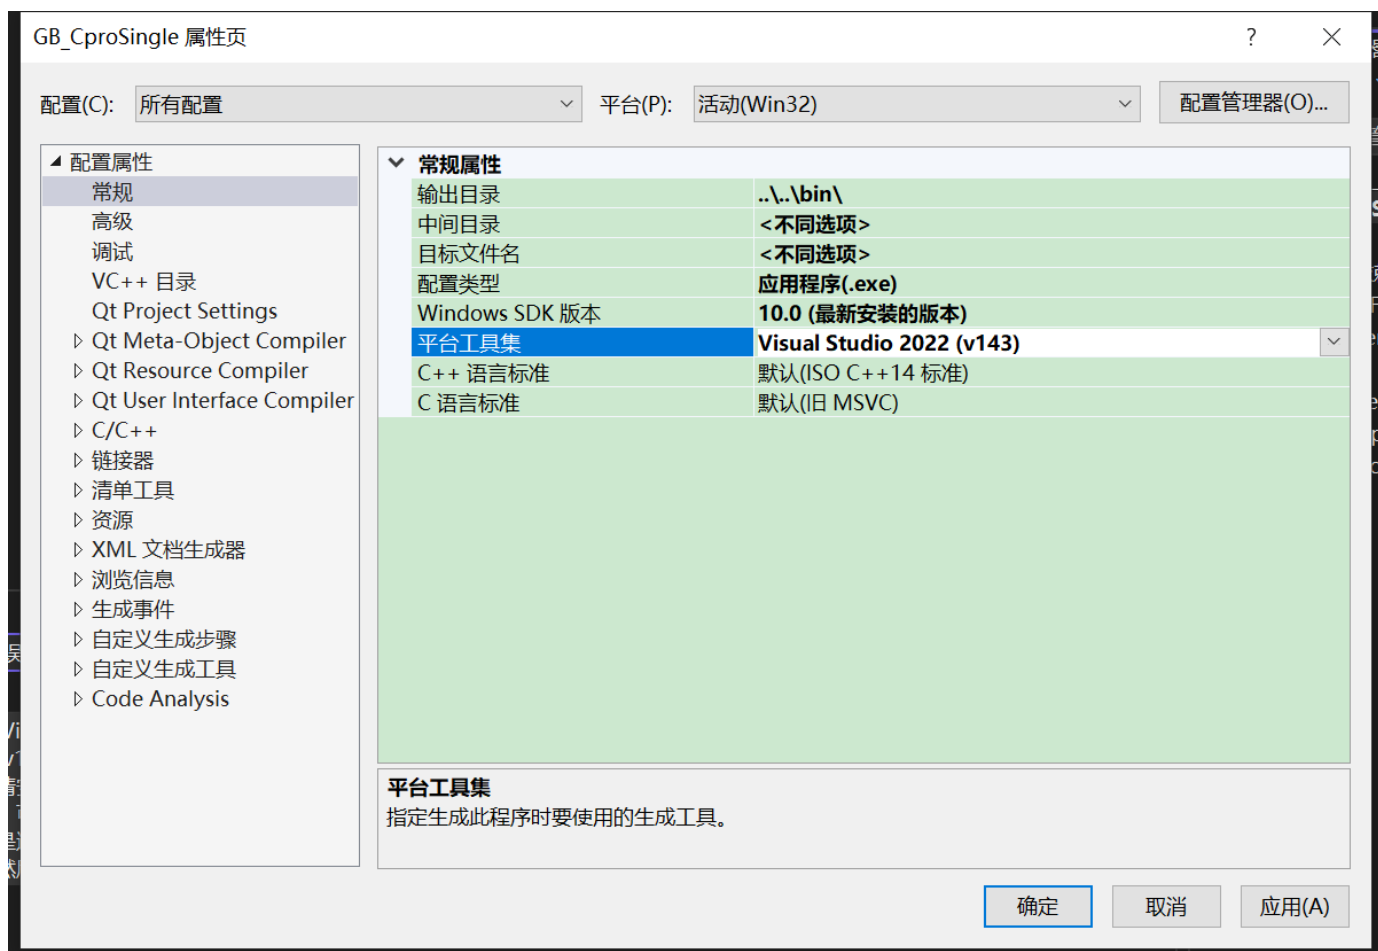 GB_CproSingle 属性页
?
配置(C): 所有配置 平台(P): 活动(Win32) 配置管理器(O)...
配置属性
常规
高级
调试
VC++ 目录
Qt Project Settings
Qt Meta-Object Compiler
Qt Resource Compiler
Qt User Interface Compiler
C/C++
链接器
清单工具
资源
XML 文档生成器
浏览信息
生成事件
自定义生成步骤
自定义生成工具
Code Analysis
常规属性
输出目录 ..\..\bin\
中间目录 <不同选项>
目标文件名 <不同选项>
配置类型 应用程序(.exe)
Windows SDK 版本 10.0 (最新安装的版本)
平台工具集 Visual Studio 2022 (v143)
C++ 语言标准 默认(ISO C++14 标准)
C 语言标准 默认(旧 MSVC)
平台工具集
指定生成此程序时要使用的生成工具。
确定 取消 应用(A)